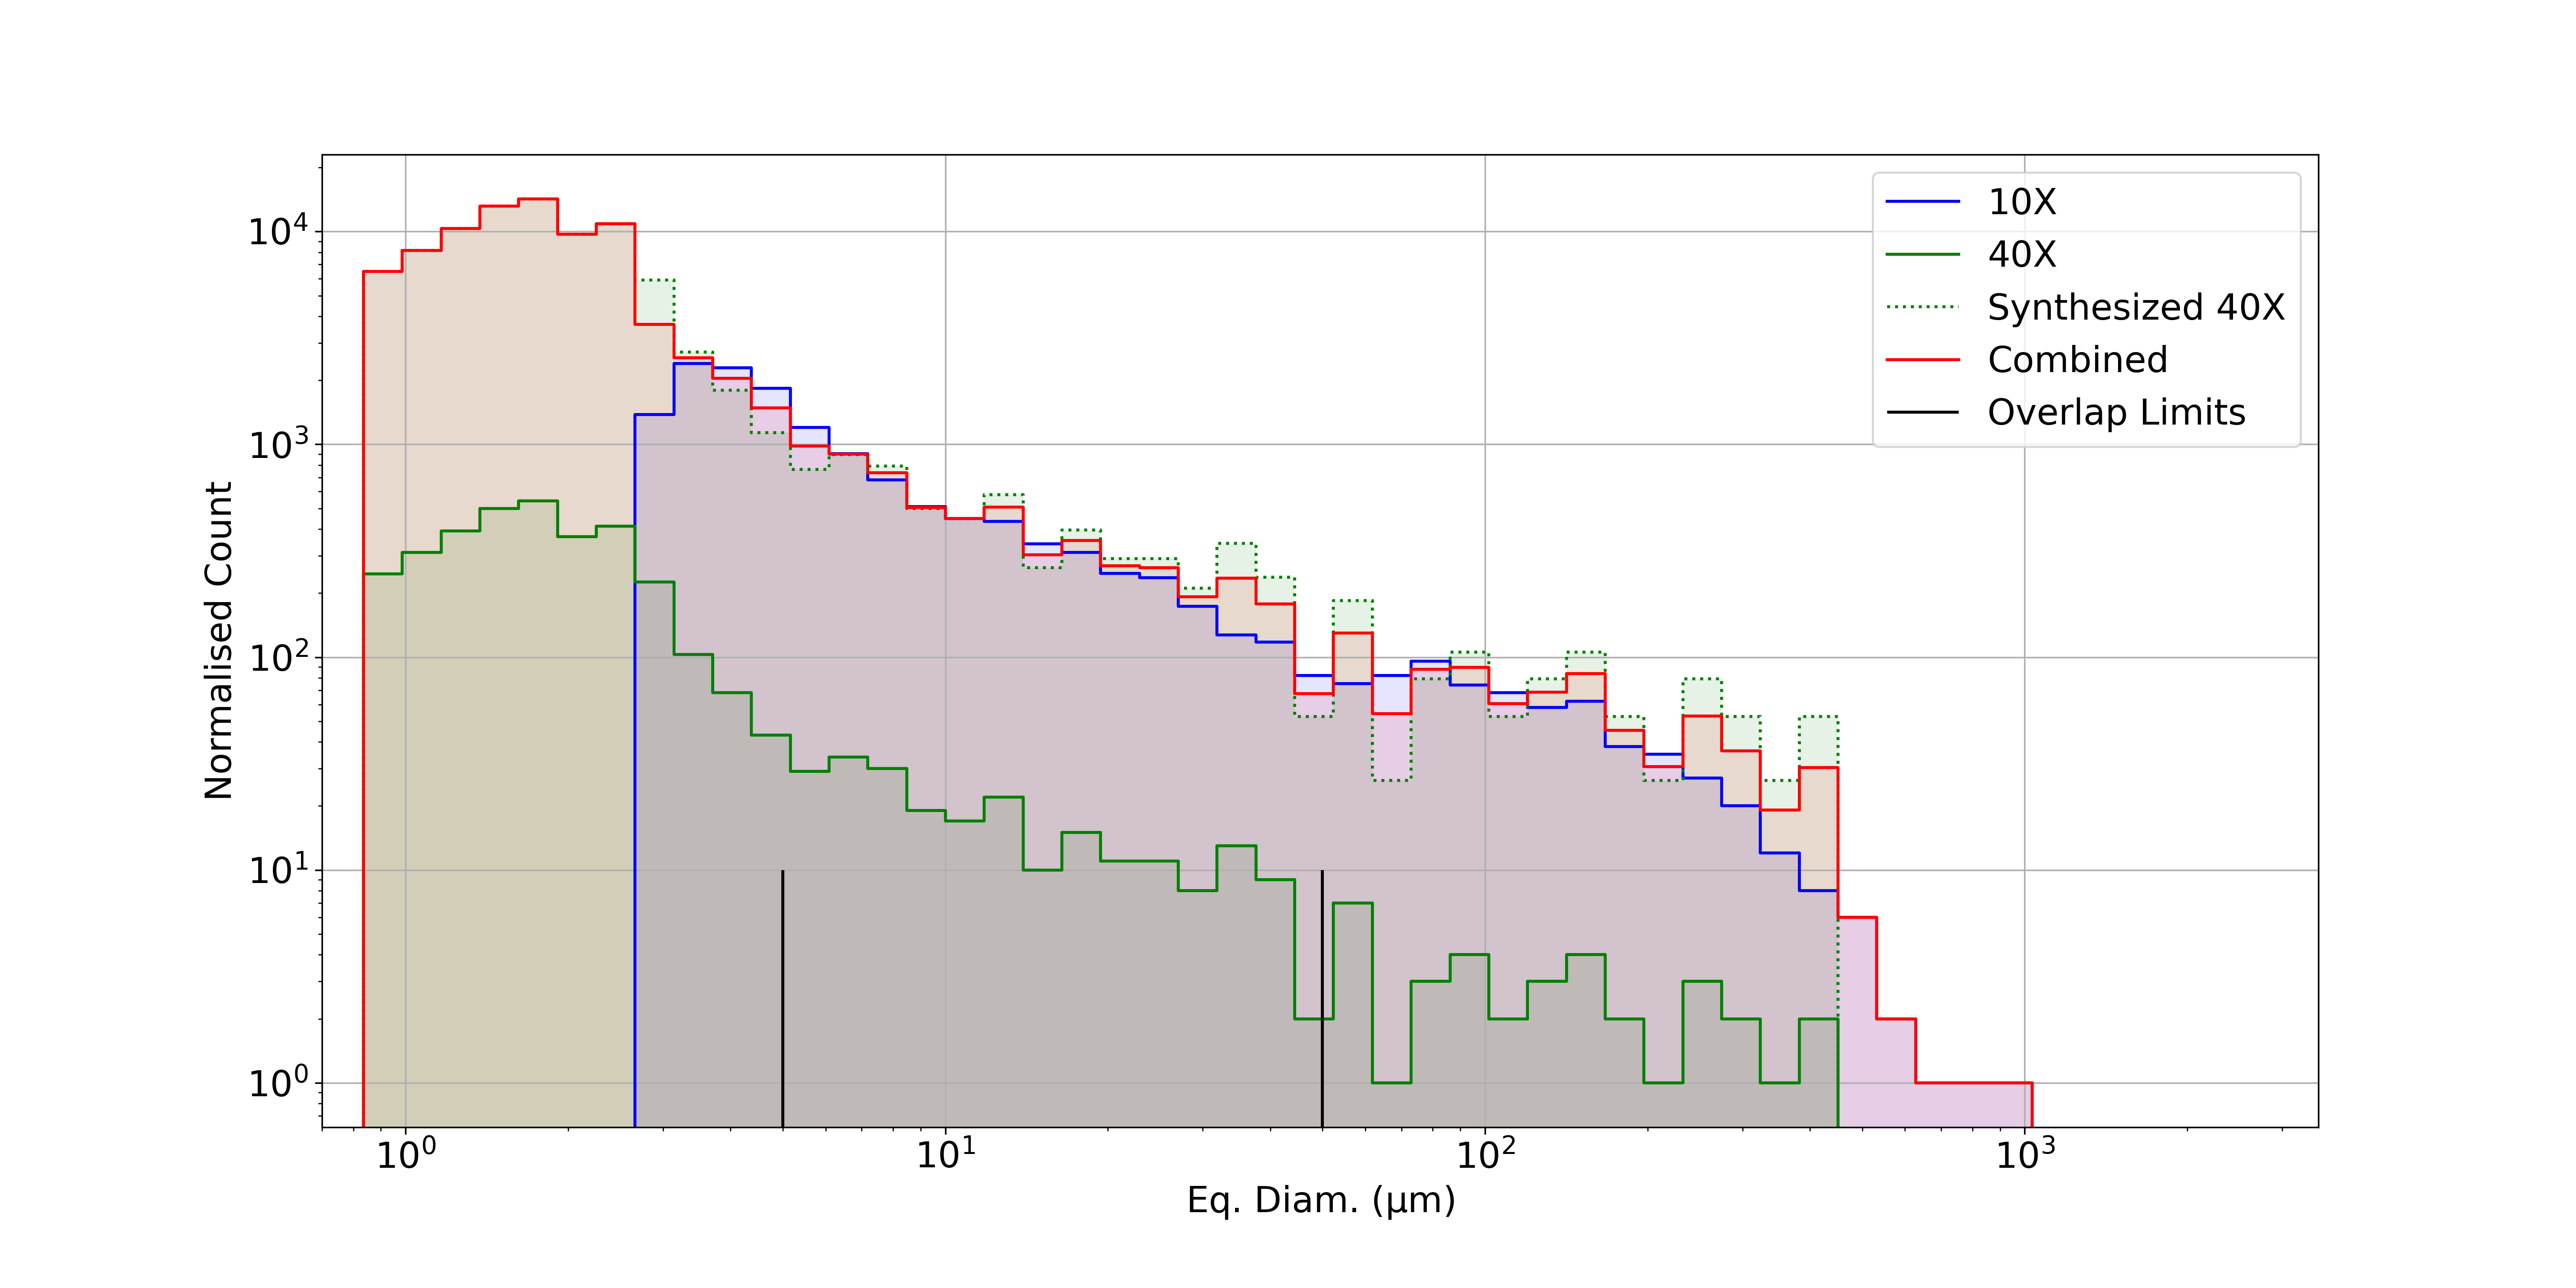 10X
40X
Synthesized 40X
Combined
Overlap Limits
Normalised Count
10⁴
10³
10²
10¹
10⁰
10⁰ 10¹ 10² 10³
Eq. Diam. (μm)